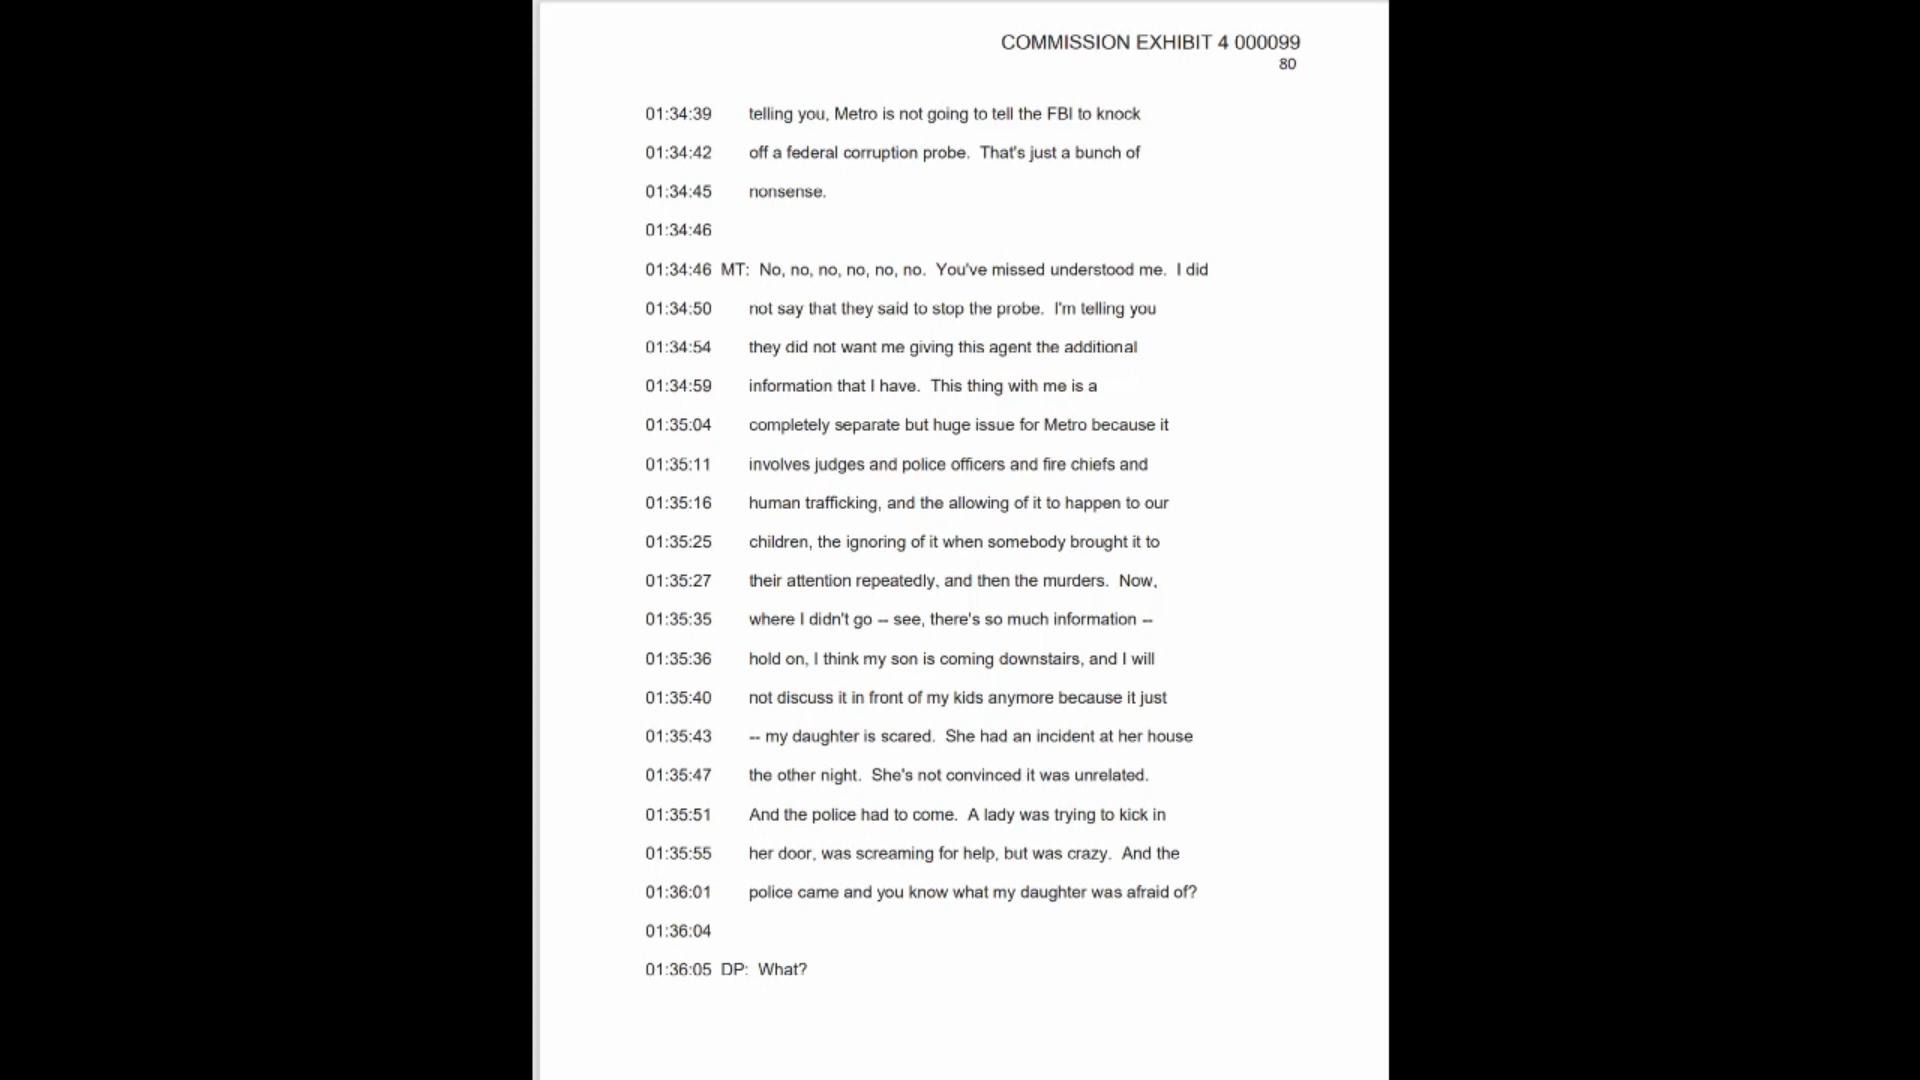 COMMISSION EXHIBIT 4 000099
80
01:34:39 telling you, Metro is not going to tell the FBI to knock
01:34:42 off a federal corruption probe. That's just a bunch of
01:34:45 nonsense.
01:34:46
01:34:46 MT: No, no, no, no, no, no. You've missed understood me. I did
01:34:50 not say that they said to stop the probe. I'm telling you
01:34:54 they did not want me giving this agent the additional
01:34:59 information that I have. This thing with me is a
01:35:04 completely separate but huge issue for Metro because it
01:35:11 involves judges and police officers and fire chiefs and
01:35:16 human trafficking, and the allowing of it to happen to our
01:35:25 children, the ignoring of it when somebody brought it to
01:35:27 their attention repeatedly, and then the murders. Now,
01:35:35 where I didn't go -- see, there's so much information --
01:35:36 hold on, I think my son is coming downstairs, and I will
01:35:40 not discuss it in front of my kids anymore because it just
01:35:43 -- my daughter is scared. She had an incident at her house
01:35:47 the other night. She's not convinced it was unrelated.
01:35:51 And the police had to come. A lady was trying to kick in
01:35:55 her door, was screaming for help, but was crazy. And the
01:36:01 police came and you know what my daughter was afraid of?
01:36:04
01:36:05 DP: What?